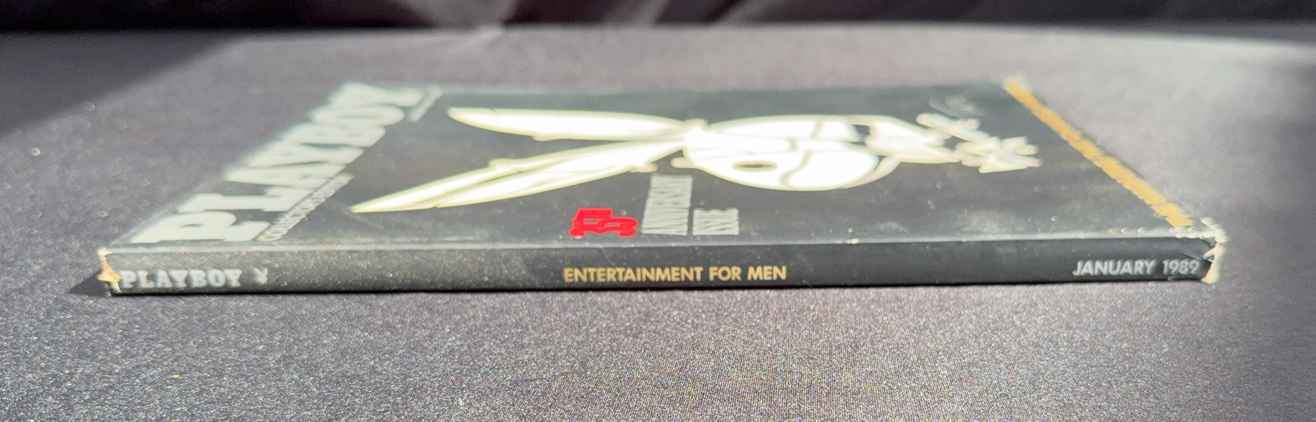 PLAYBOY
35
ANNIVERSARY
ISSUE
PLAYBOY
ENTERTAINMENT FOR MEN
JANUARY 1989